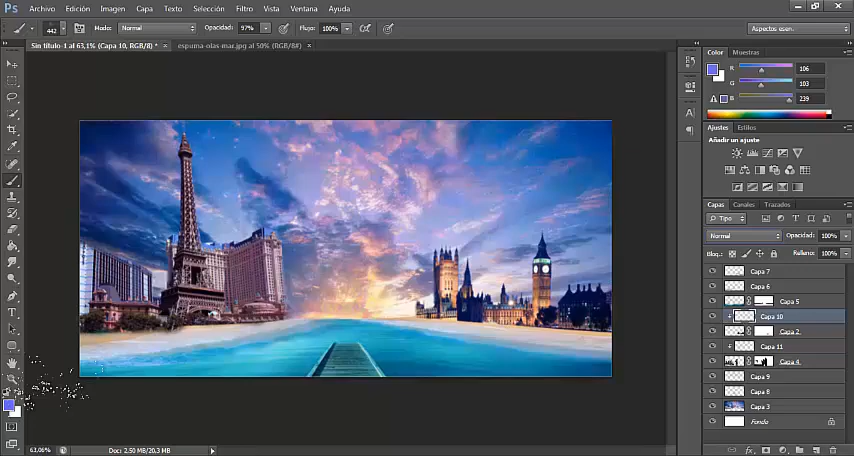 Ps Archivo Edición Imagen Capa Texto Selección Filtro Vista Ventana Ayuda
442 Modo: Normal Opacidad: 97% Flujo: 100% Aspectos esen.
Sin título-1 al 63,1% (Capa 10, RGB/8) * × espuma-olas-mar.jpg al 50% (RGB/8#) ×
Color Muestras
R 106
G 103
B 239
Ajustes Estilos
Añadir un ajuste
Capas Canales Trazados
Tipo
Normal Opacidad: 100%
Bloq.: Relleno: 100%
Capa 7
Capa 6
Capa 5
Capa 10
Capa 2
Capa 11
Capa 4
Capa 9
Capa 8
Capa 3
Fondo
63,06% Doc: 2,50 MB/20,3 MB